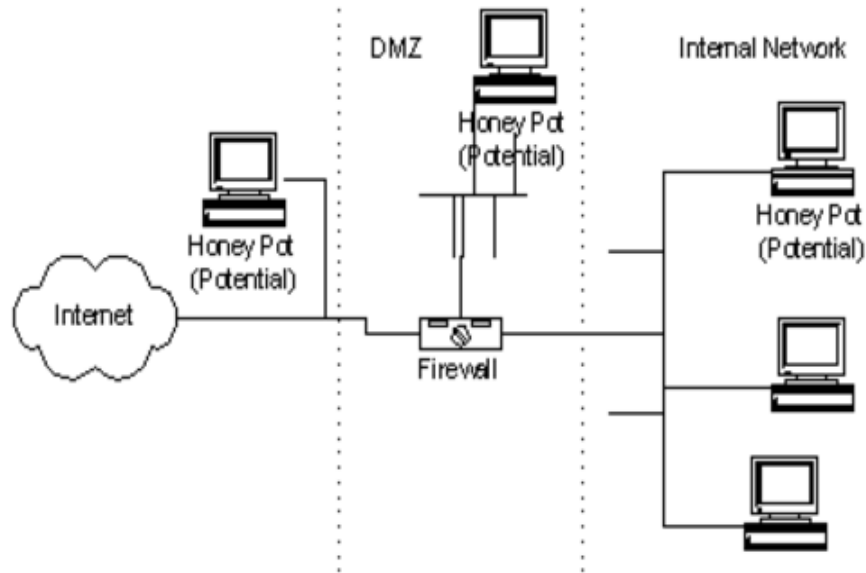 DMZ
Internal Network
Honey Pot
(Potential)
Honey Pot
(Potential)
Honey Pot
(Potential)
Internet
Firewall